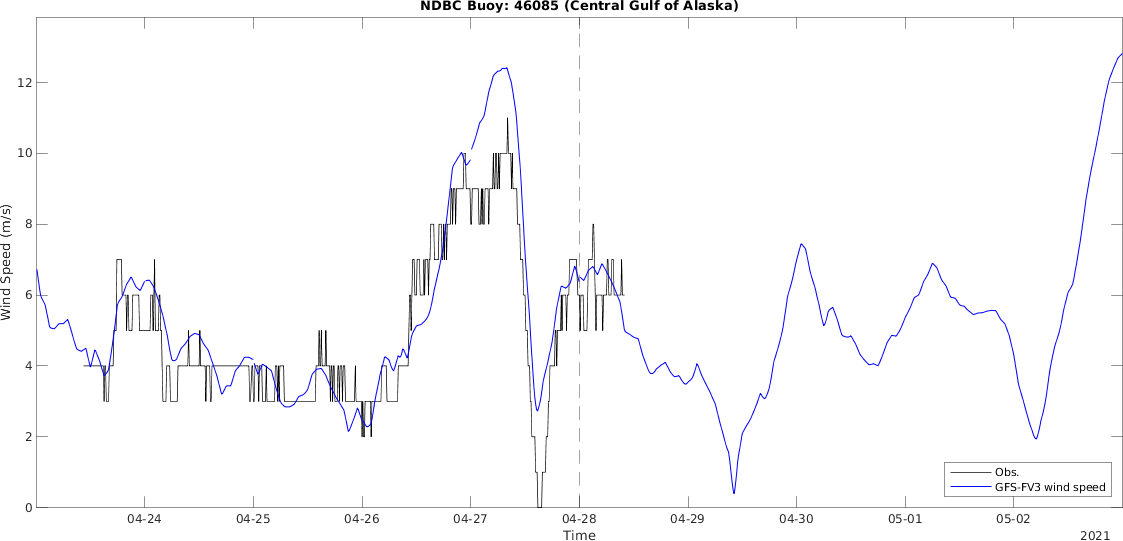 NDBC Buoy: 46085 (Central Gulf of Alaska)
Wind Speed (m/s)
12
10
8
6
4
2
0
04-24 04-25 04-26 04-27 04-28 04-29 04-30 05-01 05-02
Time
2021
Obs.
GFS-FV3 wind speed